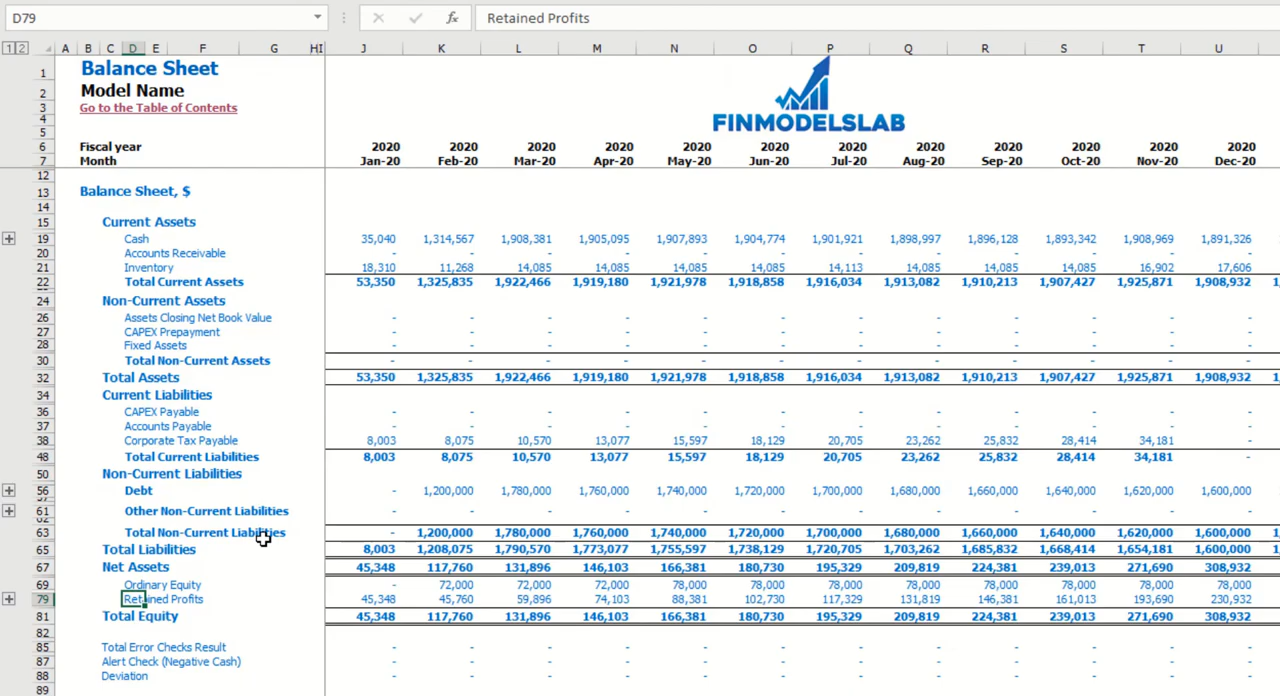 D79 fx Retained Profits
1 2 A B C D E F G HI J K L M N O P Q R S T U
1 Balance Sheet
2 Model Name
3 Go to the Table of Contents
4
FINMODELSLAB
5
6 Fiscal year 2020 2020 2020 2020 2020 2020 2020 2020 2020 2020 2020 2020
7 Month Jan-20 Feb-20 Mar-20 Apr-20 May-20 Jun-20 Jul-20 Aug-20 Sep-20 Oct-20 Nov-20 Dec-20
12
13 Balance Sheet, $
14
15 Current Assets
19 Cash 35,040 1,314,567 1,908,381 1,905,095 1,907,893 1,904,774 1,901,921 1,898,997 1,896,128 1,893,342 1,908,969 1,891,326
20 Accounts Receivable - - - - - - - - - - - -
21 Inventory 18,310 11,268 14,085 14,085 14,085 14,085 14,113 14,085 14,085 14,085 16,902 17,606
22 Total Current Assets 53,350 1,325,835 1,922,466 1,919,180 1,921,978 1,918,858 1,916,034 1,913,082 1,910,213 1,907,427 1,925,871 1,908,932
24 Non-Current Assets
26 Assets Closing Net Book Value - - - - - - - - - - - -
27 CAPEX Prepayment - - - - - - - - - - - -
28 Fixed Assets - - - - - - - - - - - -
30 Total Non-Current Assets - - - - - - - - - - - -
32 Total Assets 53,350 1,325,835 1,922,466 1,919,180 1,921,978 1,918,858 1,916,034 1,913,082 1,910,213 1,907,427 1,925,871 1,908,932
34 Current Liabilities
36 CAPEX Payable - - - - - - - - - - - -
37 Accounts Payable - - - - - - - - - - - -
38 Corporate Tax Payable 8,003 8,075 10,570 13,077 15,597 18,129 20,705 23,262 25,832 28,414 34,181 -
48 Total Current Liabilities 8,003 8,075 10,570 13,077 15,597 18,129 20,705 23,262 25,832 28,414 34,181 -
50 Non-Current Liabilities
56 Debt - 1,200,000 1,780,000 1,760,000 1,740,000 1,720,000 1,700,000 1,680,000 1,660,000 1,640,000 1,620,000 1,600,000
61 Other Non-Current Liabilities - - - - - - - - - - - -
63 Total Non-Current Liabilities - 1,200,000 1,780,000 1,760,000 1,740,000 1,720,000 1,700,000 1,680,000 1,660,000 1,640,000 1,620,000 1,600,000
65 Total Liabilities 8,003 1,208,075 1,790,570 1,773,077 1,755,597 1,738,129 1,720,705 1,703,262 1,685,832 1,668,414 1,654,181 1,600,000
67 Net Assets 45,348 117,760 131,896 146,103 166,381 180,730 195,329 209,819 224,381 239,013 271,690 308,932
69 Ordinary Equity - 72,000 72,000 72,000 78,000 78,000 78,000 78,000 78,000 78,000 78,000 78,000
79 Retained Profits 45,348 45,760 59,896 74,103 88,381 102,730 117,329 131,819 146,381 161,013 193,690 230,932
81 Total Equity 45,348 117,760 131,896 146,103 166,381 180,730 195,329 209,819 224,381 239,013 271,690 308,932
82
85 Total Error Checks Result - - - - - - - - - - - -
87 Alert Check (Negative Cash) - - - - - - - - - - - -
88 Deviation - - - - - - - - - - - -
89